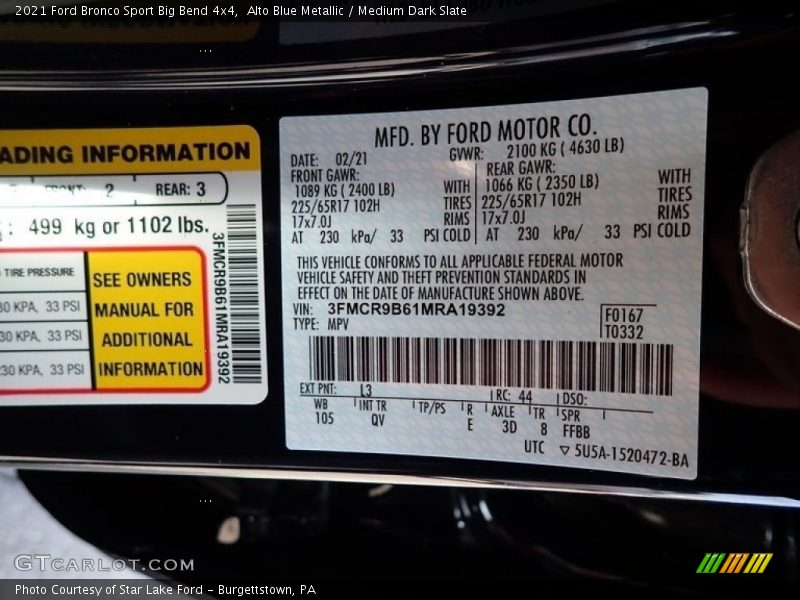 2021 Ford Bronco Sport Big Bend 4x4,  Alto Blue Metallic / Medium Dark Slate
ADING INFORMATION
FRONT: 2 REAR: 3
: 499 kg or 1102 lbs.
TIRE PRESSURE
KPA, 33 PSI
30 KPA, 33 PSI
230 KPA, 33 PSI
SEE OWNERS
MANUAL FOR
ADDITIONAL
INFORMATION
3FMCR9B61MRA19392
MFD. BY FORD MOTOR CO.
DATE: 02/21 GVWR: 2100 KG ( 4630 LB)
FRONT GAWR: REAR GAWR:
1089 KG ( 2400 LB) WITH 1066 KG ( 2350 LB) WITH
225/65R17 102H TIRES 225/65R17 102H TIRES
17x7.0J RIMS 17x7.0J RIMS
AT 230 kPa/ 33 PSI COLD AT 230 kPa/ 33 PSI COLD
THIS VEHICLE CONFORMS TO ALL APPLICABLE FEDERAL MOTOR
VEHICLE SAFETY AND THEFT PREVENTION STANDARDS IN
EFFECT ON THE DATE OF MANUFACTURE SHOWN ABOVE.
VIN: 3FMCR9B61MRA19392 F0167
TYPE: MPV T0332
EXT PNT: L3 RC: 44 DSO:
WB INT TR TP/PS R AXLE TR SPR
105 QV E 3D 8 FFBB
UTC ▽ 5U5A-1520472-BA
GTCARLOT.COM
Photo Courtesy of Star Lake Ford – Burgettstown, PA